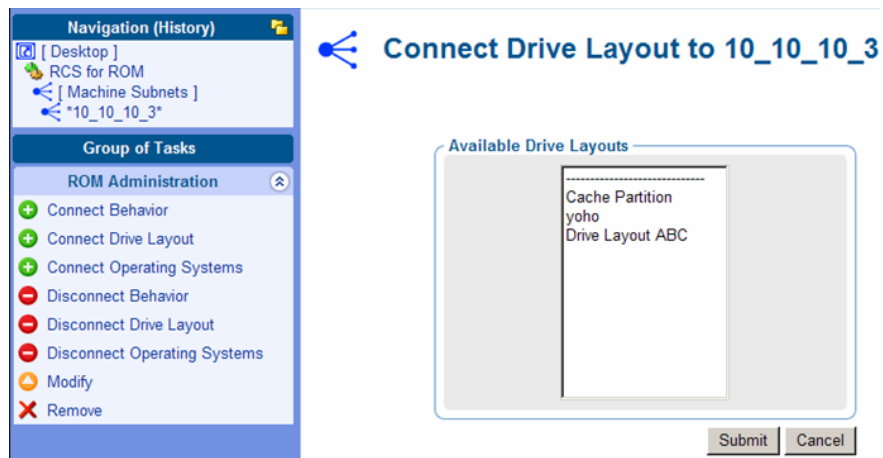 Navigation (History)
[ Desktop ]
RCS for ROM
[ Machine Subnets ]
*10_10_10_3*
Group of Tasks
ROM Administration
Connect Behavior
Connect Drive Layout
Connect Operating Systems
Disconnect Behavior
Disconnect Drive Layout
Disconnect Operating Systems
Modify
Remove
Connect Drive Layout to 10_10_10_3
Available Drive Layouts
------------------------------
Cache Partition
yoho
Drive Layout ABC
Submit Cancel